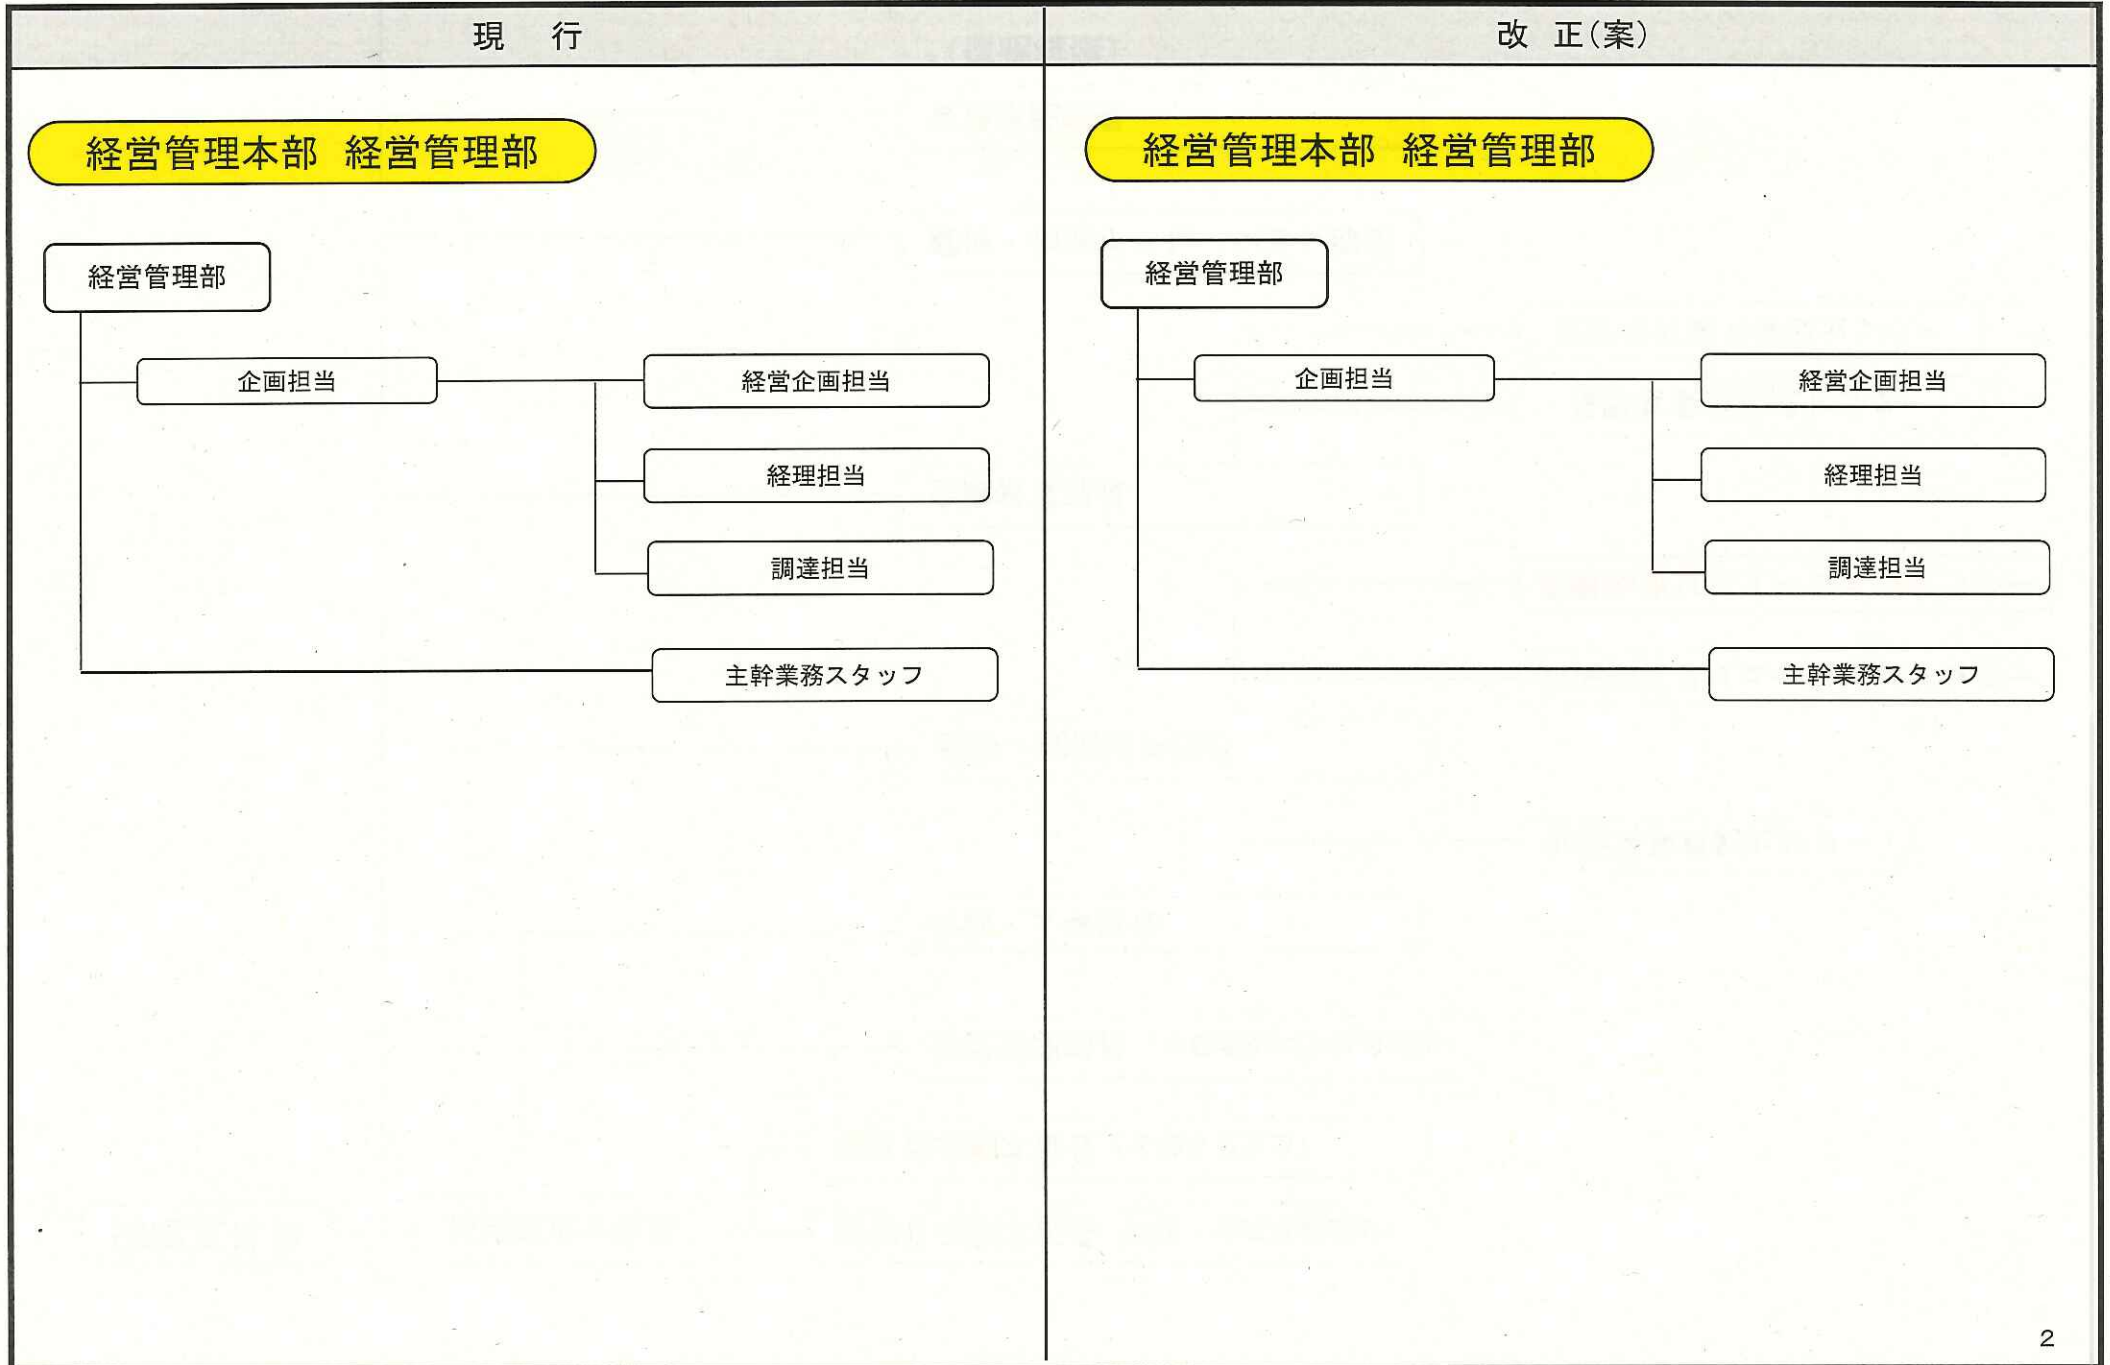 現 行
経営管理本部 経営管理部
経営管理部
企画担当
経営企画担当
経理担当
調達担当
主幹業務スタッフ
改 正(案)
経営管理本部 経営管理部
経営管理部
企画担当
経営企画担当
経理担当
調達担当
主幹業務スタッフ
2